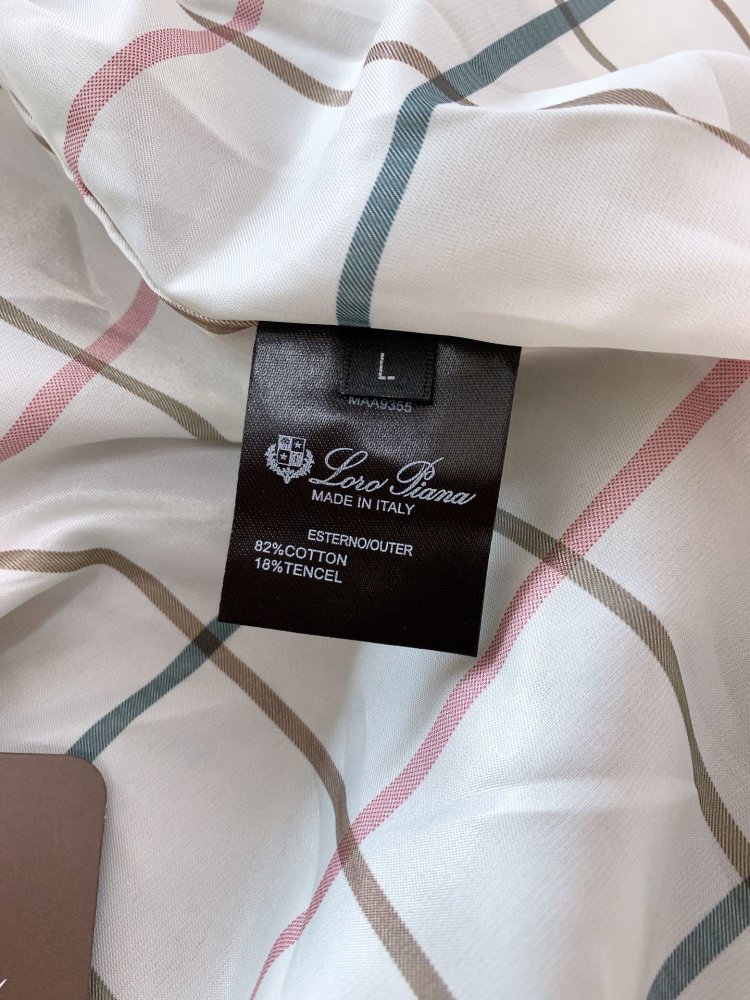 L
MAA9355
Loro Piana
MADE IN ITALY
ESTERNO/OUTER
82%COTTON
18%TENCEL